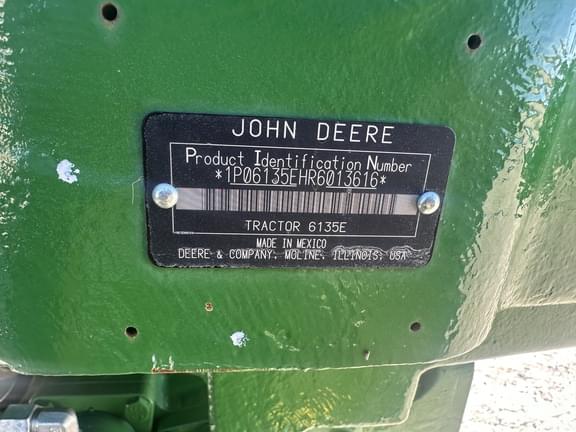 JOHN DEERE
Product Identification Number
*1P06135EHR6013616*
TRACTOR 6135E
MADE IN MEXICO
DEERE & COMPANY, MOLINE, ILLINOIS, USA